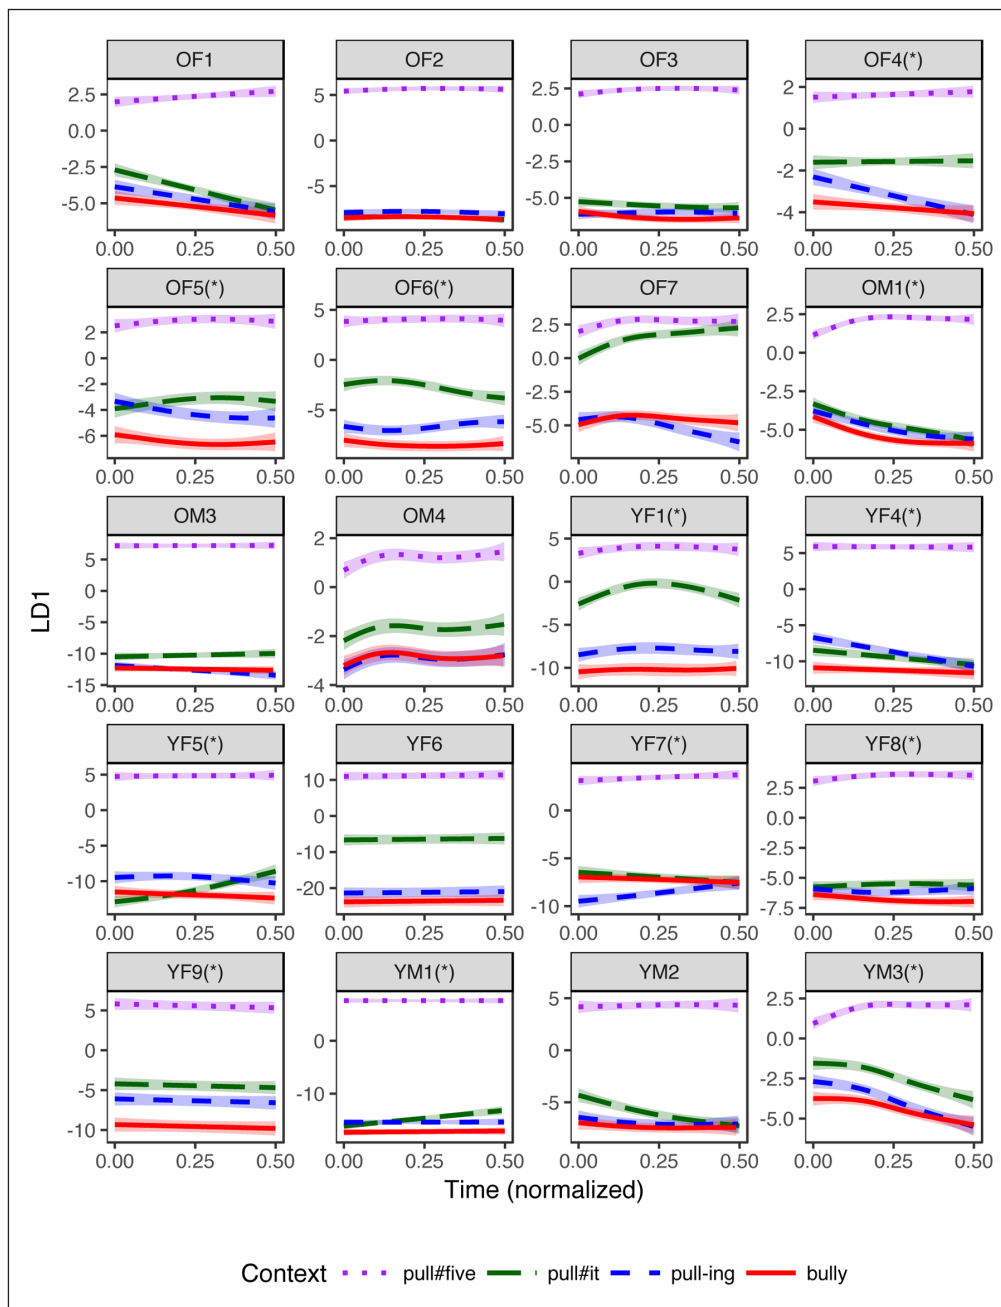 OF1 OF2 OF3 OF4(*)
2.5 5 2.5 2
0.0 0 0.0 0
-2.5 -5 -2.5 -2
-5.0 -5.0 -4
0.00 0.25 0.50 0.00 0.25 0.50 0.00 0.25 0.50 0.00 0.25 0.50
OF5(*) OF6(*) OF7 OM1(*)
2 5 2.5 2.5
0 0 0.0 0.0
-2 -5 -2.5 -2.5
-4 -5.0 -5.0
-6
0.00 0.25 0.50 0.00 0.25 0.50 0.00 0.25 0.50 0.00 0.25 0.50
OM3 OM4 YF1(*) YF4(*)
5 2 5 5
0 0 0 0
-5 -2 -5 -5
-10 -4 -10 -10
-15
0.00 0.25 0.50 0.00 0.25 0.50 0.00 0.25 0.50 0.00 0.25 0.50
YF5(*) YF6 YF7(*) YF8(*)
5 10 0 2.5
0 0 -5 0.0
-5 -10 -10 -2.5
-10 -20 -5.0
-7.5
0.00 0.25 0.50 0.00 0.25 0.50 0.00 0.25 0.50 0.00 0.25 0.50
YF9(*) YM1(*) YM2 YM3(*)
5 0 5 2.5
0 -10 0 0.0
-5 -5 -2.5
-10 -5.0
0.00 0.25 0.50 0.00 0.25 0.50 0.00 0.25 0.50 0.00 0.25 0.50
LD1
Time (normalized)
Context pull#five pull#it pull-ing bully